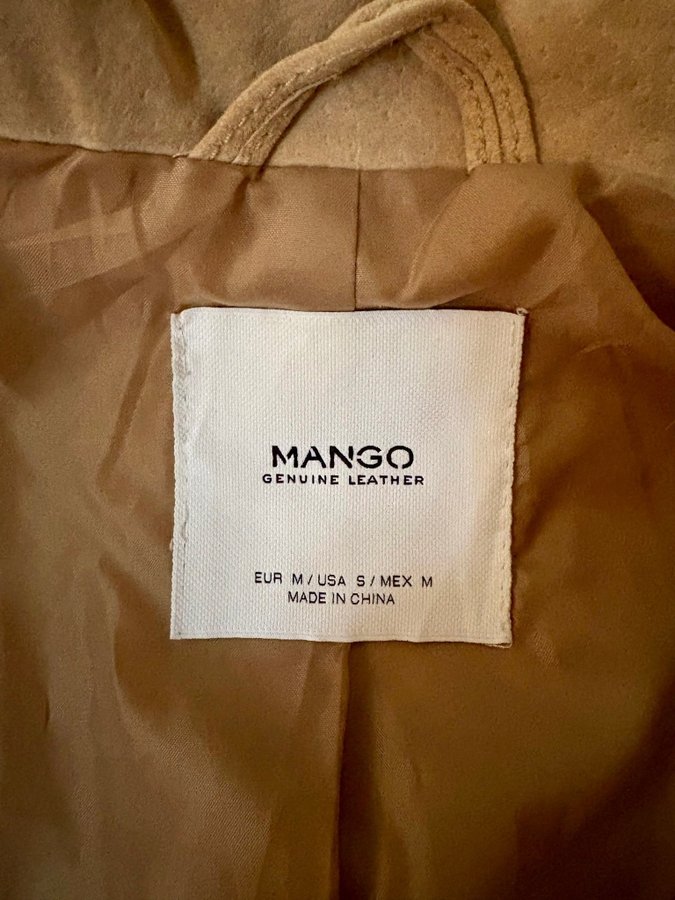 MANGO
GENUINE LEATHER
EUR M / USA S / MEX M
MADE IN CHINA